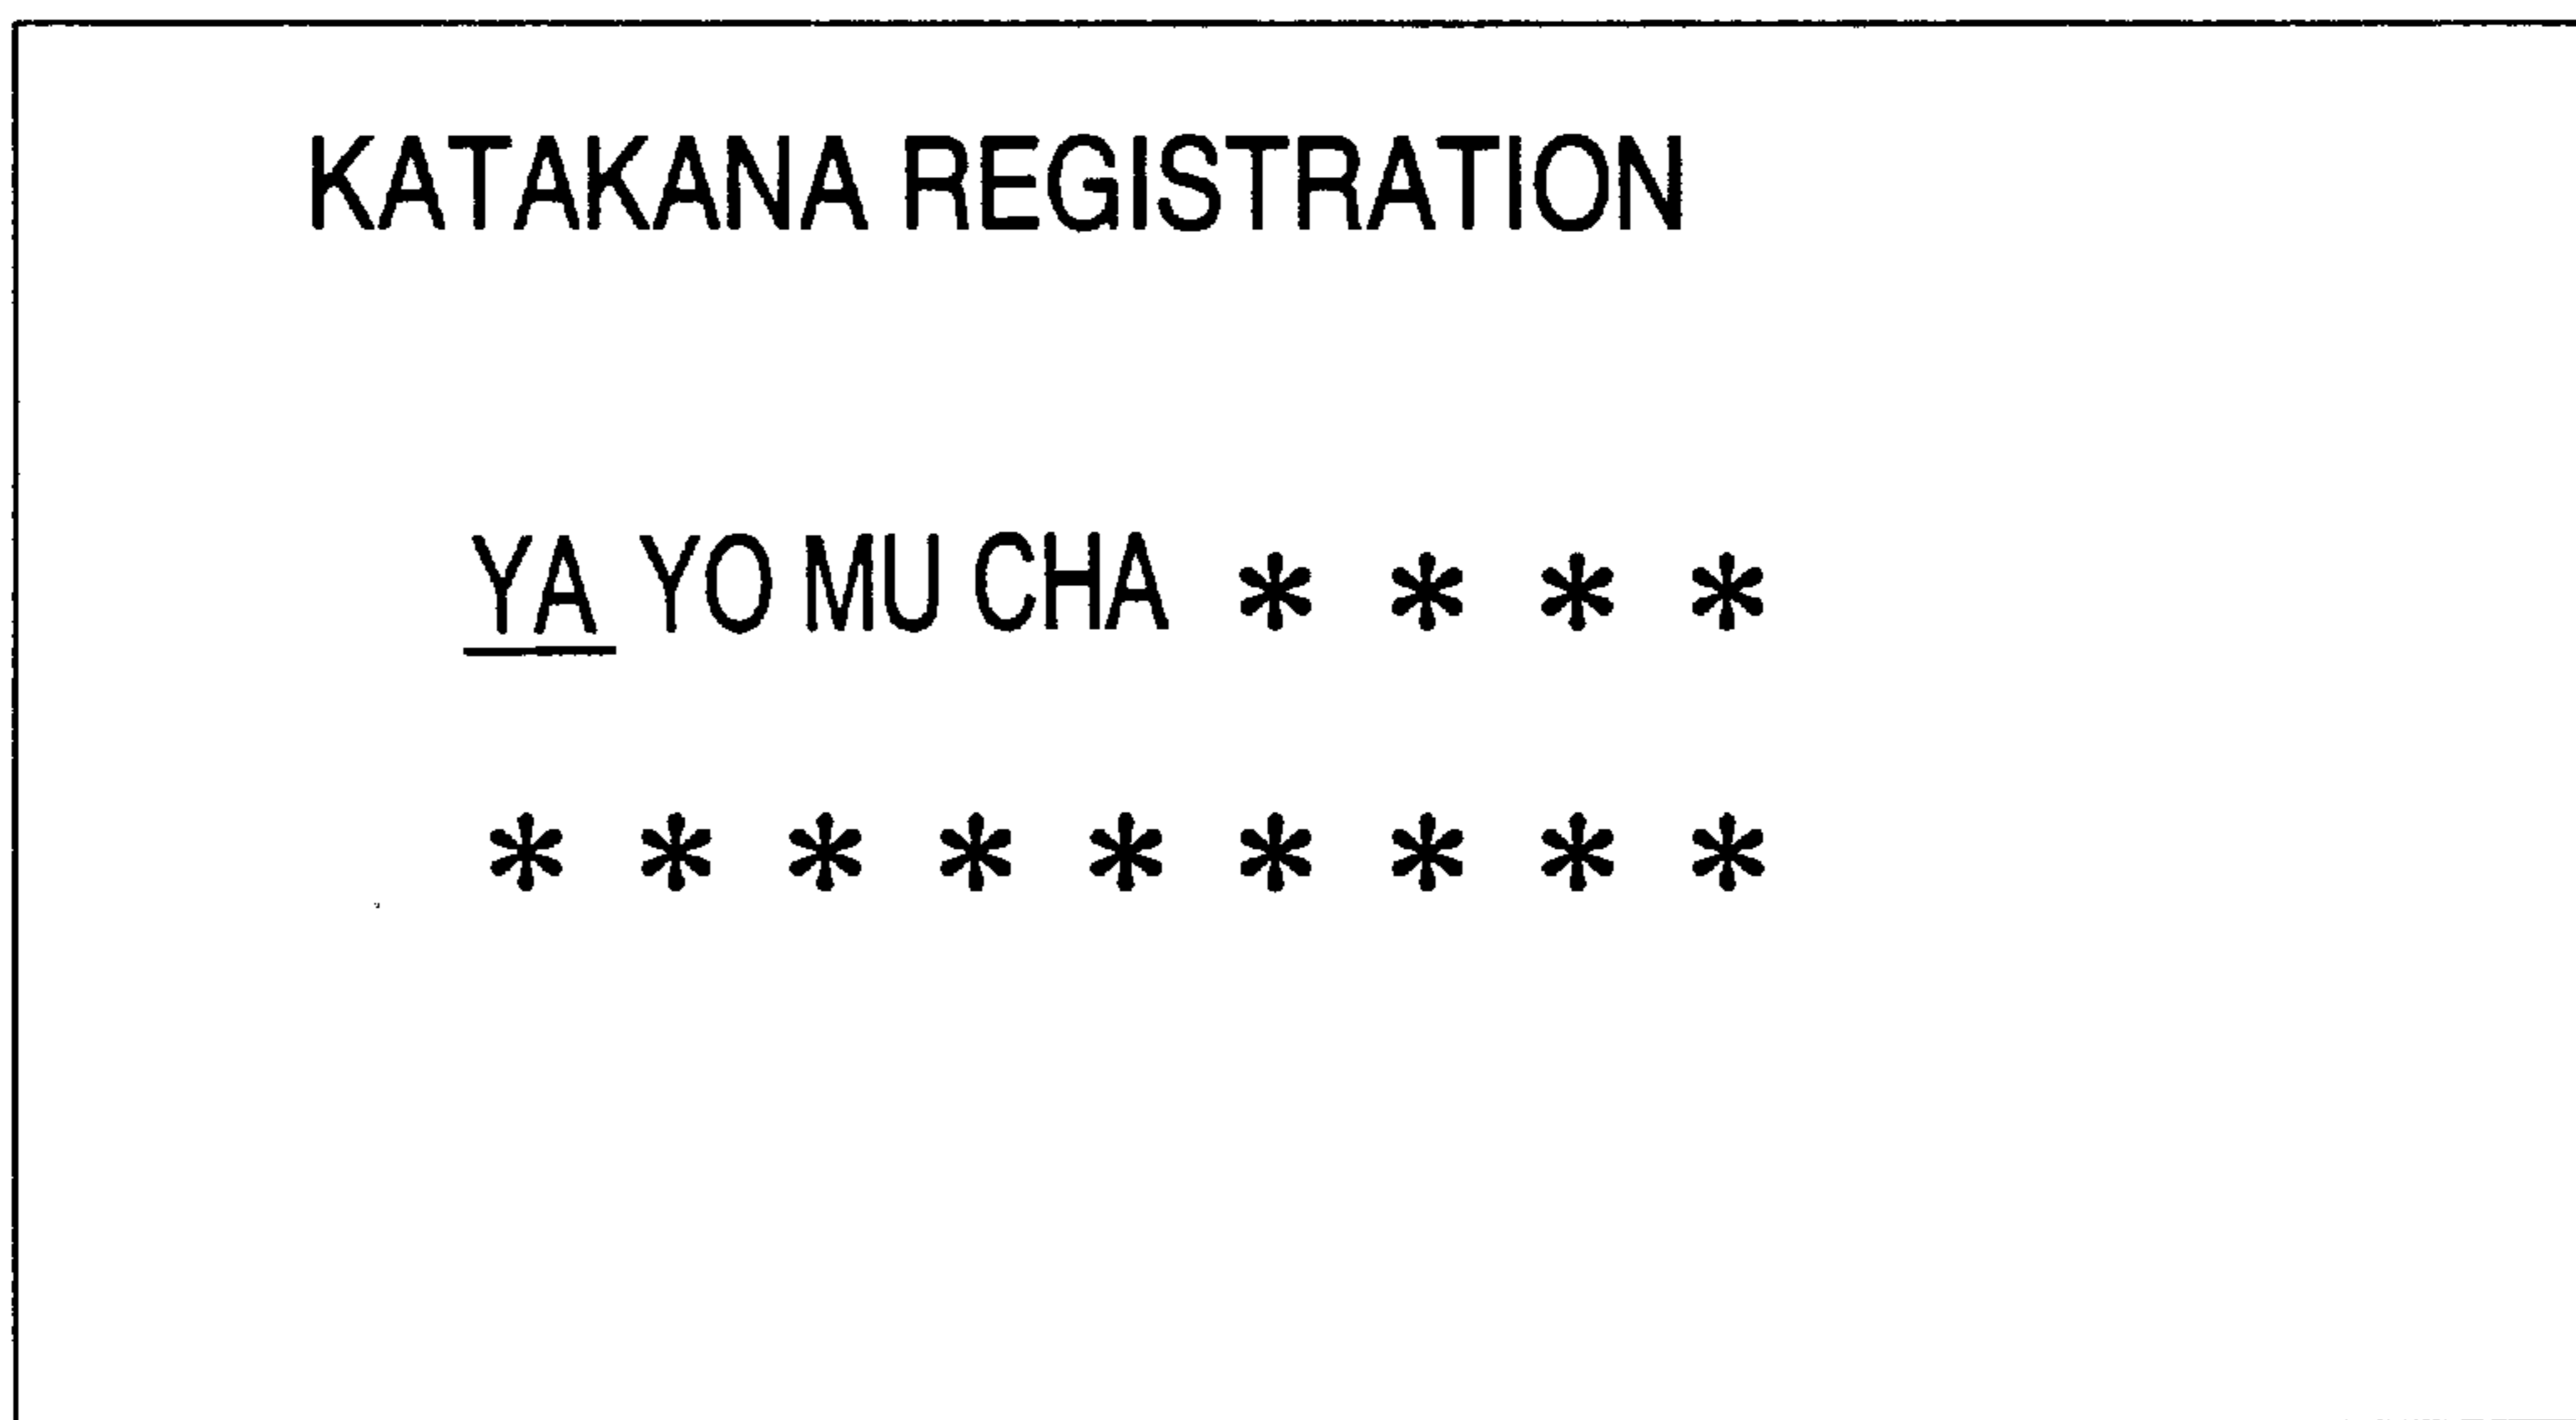 KATAKANA REGISTRATION
YA YO MU CHA * * * *
* * * * * * * * *